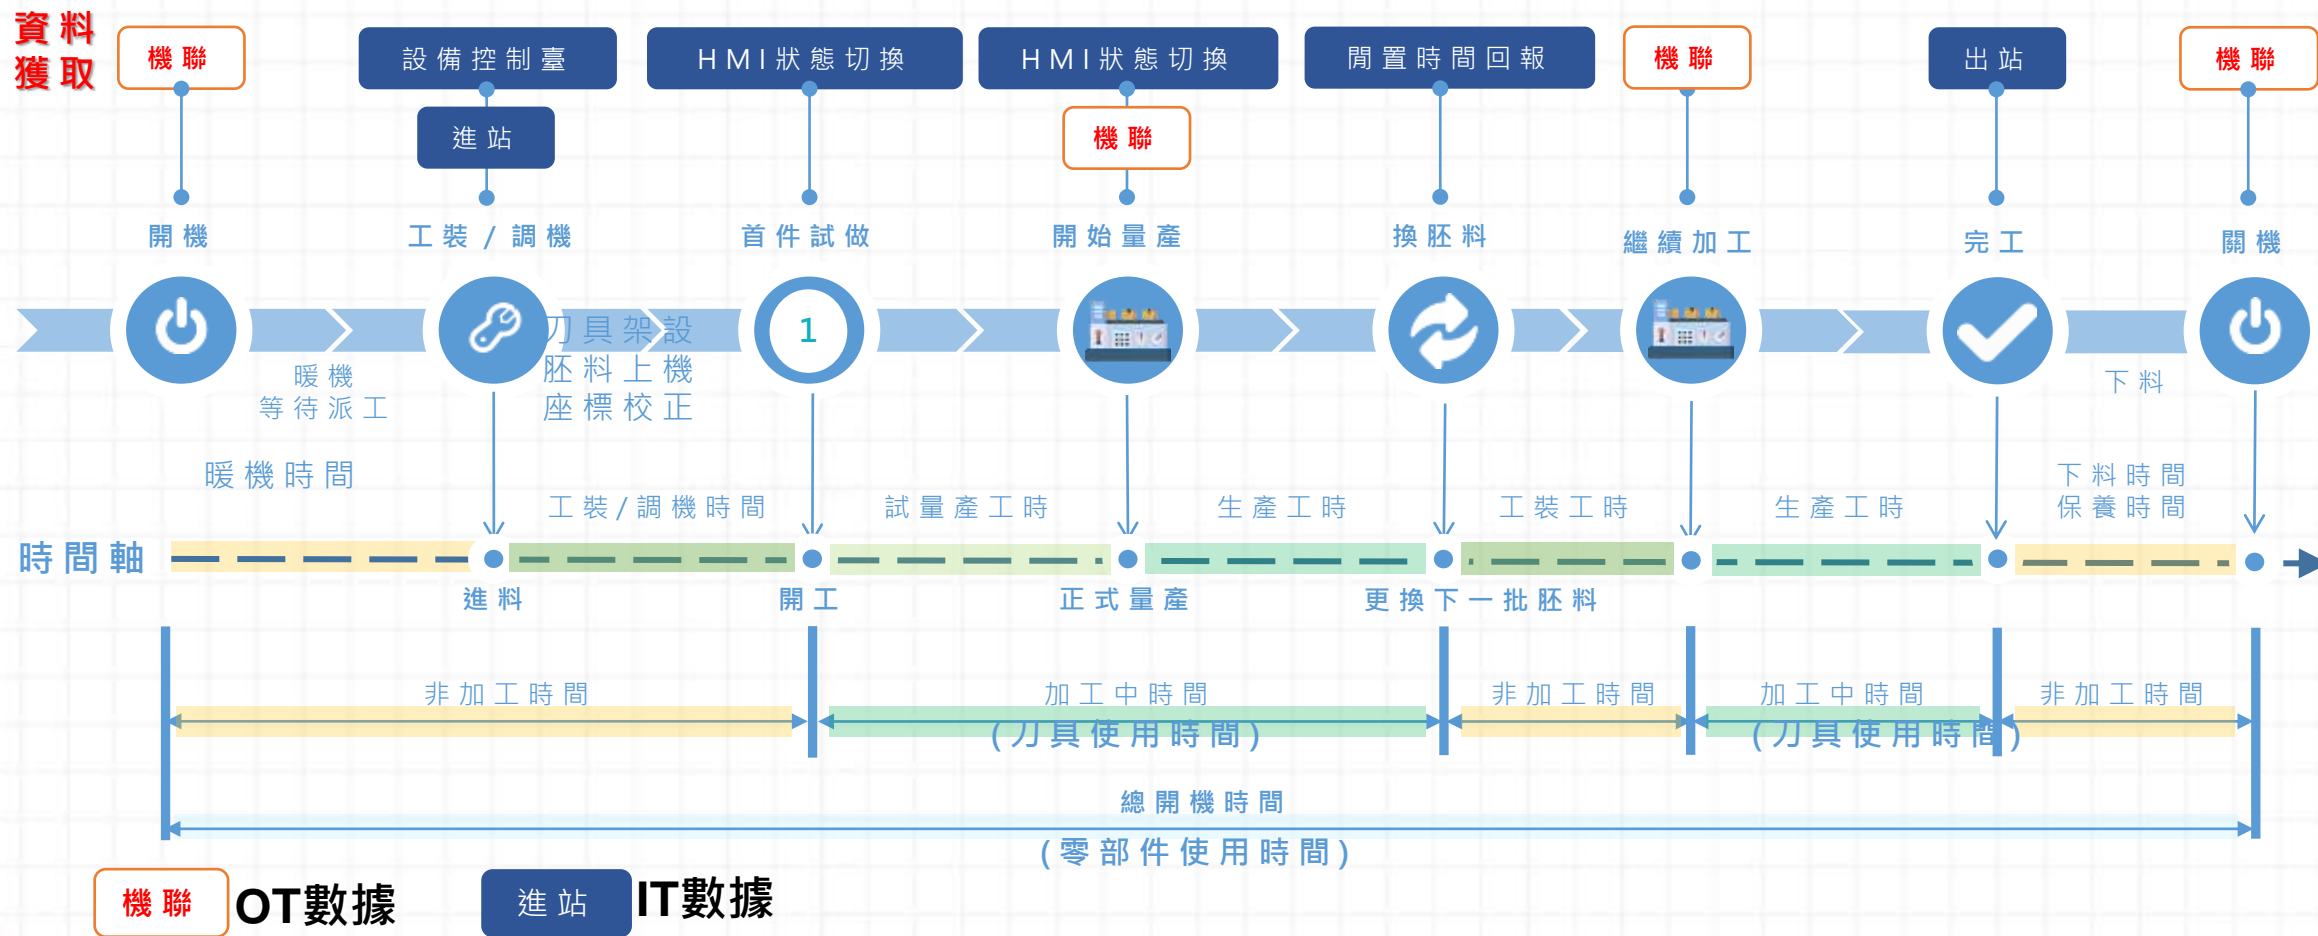 資料
獲取
機聯
設備控制臺
HMI狀態切換
HMI狀態切換
閒置時間回報
機聯
出站
機聯
進站
機聯
開機
工裝/調機
首件試做
開始量產
換胚料
繼續加工
完工
關機
1
刀具架設
胚料上機
座標校正
暖機
等待派工
下料
暖機時間
工裝/調機時間
試量產工時
生產工時
工裝工時
生產工時
下料時間
保養時間
時間軸
進料
開工
正式量產
更換下一批胚料
非加工時間
加工中時間
(刀具使用時間)
非加工時間
加工中時間
(刀具使用時間)
非加工時間
總開機時間
(零部件使用時間)
機聯
OT數據
進站
IT數據